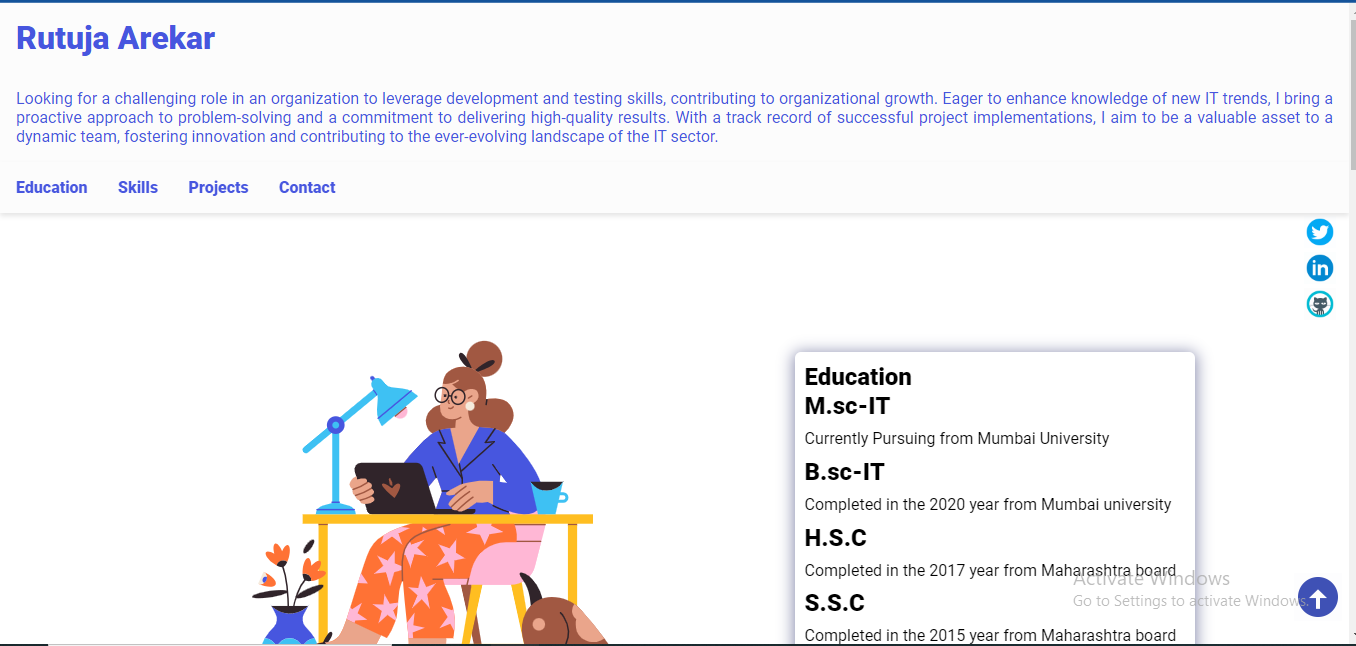 Rutuja Arekar
Looking for a challenging role in an organization to leverage development and testing skills, contributing to organizational growth. Eager to enhance knowledge of new IT trends, I bring a
proactive approach to problem-solving and a commitment to delivering high-quality results. With a track record of successful project implementations, I aim to be a valuable asset to a
dynamic team, fostering innovation and contributing to the ever-evolving landscape of the IT sector.
Education Skills Projects Contact
in
Education
M.sc-IT
Currently Pursuing from Mumbai University
B.sc-IT
Completed in the 2020 year from Mumbai university
H.S.C
Completed in the 2017 year from Maharashtra board
Activate Windows
Go to Settings to activate Windows.
S.S.C
Completed in the 2015 year from Maharashtra board